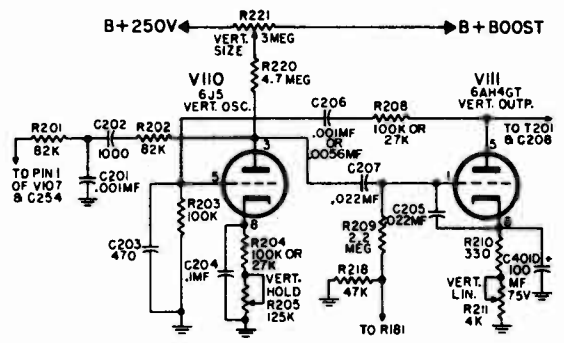 B+250V
R221
3MEG
VERT.
SIZE
B+BOOST
R220
4.7 MEG
V110
6J5
VERT. OSC.
V111
6AH4GT
VERT. OUTP.
C206
.001MF
OR
.0056MF
R208
100K OR
27K
TO T201
& C208
R201
82K
C202
1000
R202
82K
3
5
C207
.022MF
TO PIN 1
OF V107
& C254
C201
.001MF
5
1
R203
100K
8
R209
2.2
MEG
C205
.022MF
6
C203
470
C204
.1MF
R204
100K OR
27K
VERT.
HOLD
R205
125K
R218
47K
TO R181
R210
330
C401D +
100
MF
75V
VERT.
LIN.
R211
4K